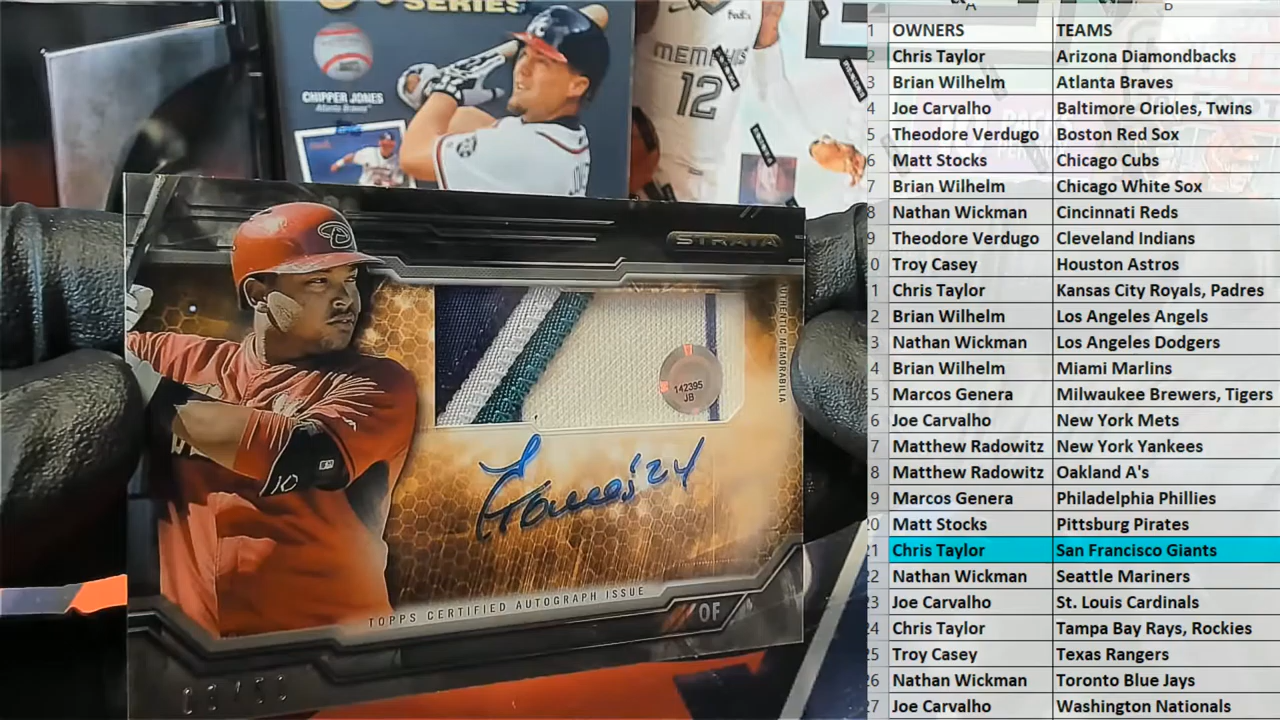 SERIES
FedEx
MEMPHIS
12
CHIPPER JONES
Atlanta Braves
STRATA
AUTHENTIC MEMORABILIA
142395
JB
10
TOPPS CERTIFIED AUTOGRAPH ISSUE
OF
A B
1 OWNERS TEAMS
2 Chris Taylor Arizona Diamondbacks
3 Brian Wilhelm Atlanta Braves
4 Joe Carvalho Baltimore Orioles, Twins
5 Theodore Verdugo Boston Red Sox
6 Matt Stocks Chicago Cubs
7 Brian Wilhelm Chicago White Sox
8 Nathan Wickman Cincinnati Reds
9 Theodore Verdugo Cleveland Indians
0 Troy Casey Houston Astros
1 Chris Taylor Kansas City Royals, Padres
2 Brian Wilhelm Los Angeles Angels
3 Nathan Wickman Los Angeles Dodgers
4 Brian Wilhelm Miami Marlins
5 Marcos Genera Milwaukee Brewers, Tigers
6 Joe Carvalho New York Mets
7 Matthew Radowitz New York Yankees
8 Matthew Radowitz Oakland A's
9 Marcos Genera Philadelphia Phillies
20 Matt Stocks Pittsburg Pirates
21 Chris Taylor San Francisco Giants
22 Nathan Wickman Seattle Mariners
23 Joe Carvalho St. Louis Cardinals
24 Chris Taylor Tampa Bay Rays, Rockies
25 Troy Casey Texas Rangers
26 Nathan Wickman Toronto Blue Jays
27 Joe Carvalho Washington Nationals